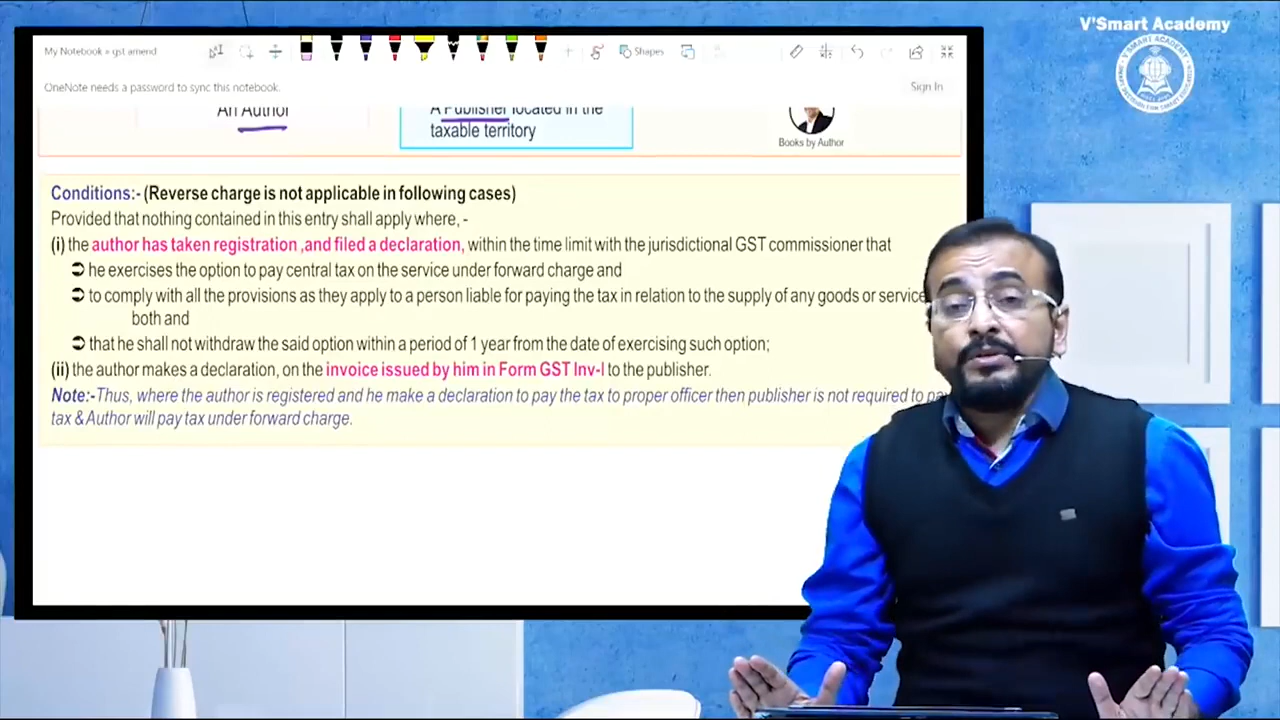 V'Smart Academy
My Notebook » gst amend
Shapes
OneNote needs a password to sync this notebook.
Sign In
An Author
A Publisher located in the
taxable territory
Books by Author
Conditions:- (Reverse charge is not applicable in following cases)
Provided that nothing contained in this entry shall apply where, -
(i) the author has taken registration ,and filed a declaration, within the time limit with the jurisdictional GST commissioner that
➲ he exercises the option to pay central tax on the service under forward charge and
➲ to comply with all the provisions as they apply to a person liable for paying the tax in relation to the supply of any goods or service
both and
➲ that he shall not withdraw the said option within a period of 1 year from the date of exercising such option;
(ii) the author makes a declaration, on the invoice issued by him in Form GST Inv-I to the publisher.
Note:-Thus, where the author is registered and he make a declaration to pay the tax to proper officer then publisher is not required to pay
tax & Author will pay tax under forward charge.